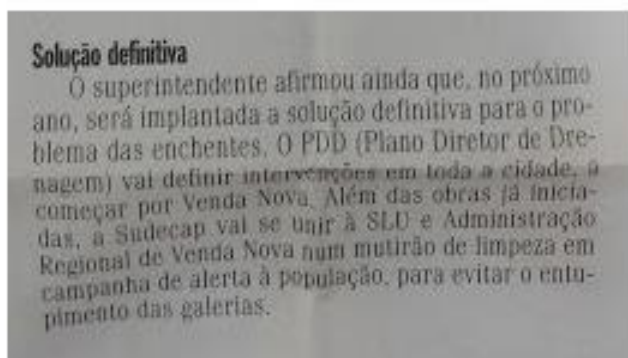 Solução definitiva
O superintendente afirmou ainda que, no próximo
ano, será implantada a solução definitiva para o pro-
blema das enchentes. O PDD (Plano Diretor de Dre-
nagem) vai definir intervenções em toda a cidade, a
começar por Venda Nova. Além das obras já inicia-
das, a Sudecap vai se unir à SLU e Administração
Regional de Venda Nova num mutirão de limpeza em
campanha de alerta à população, para evitar o entu-
pimento das galerias.